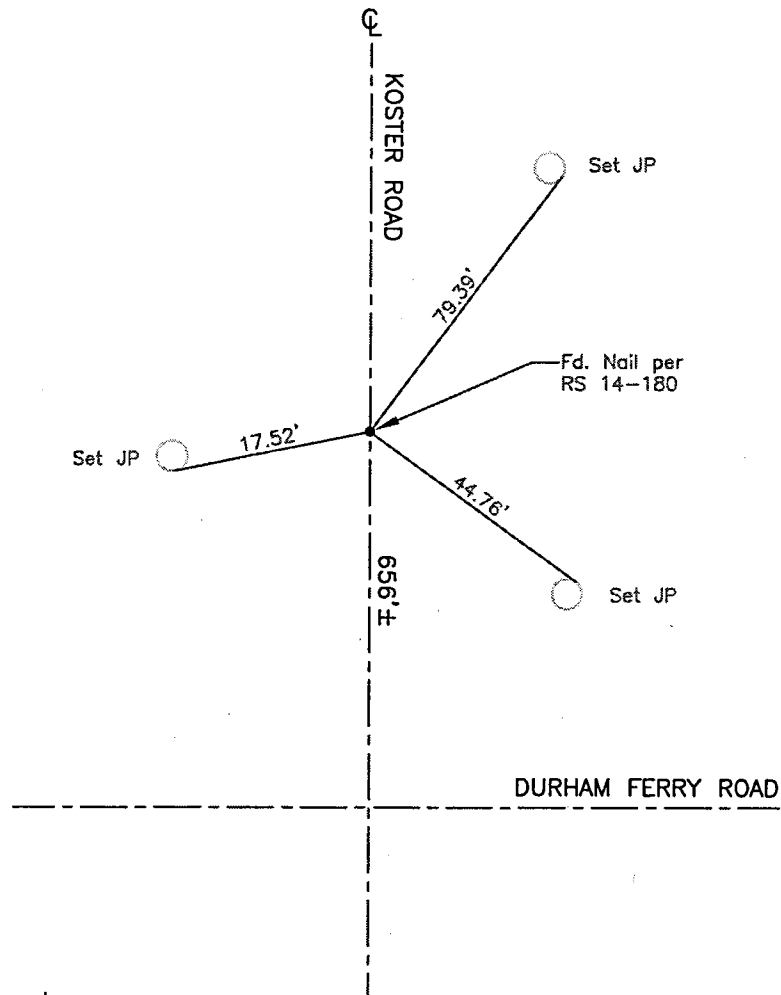 ℄
KOSTER ROAD
Set JP
79.39'
Fd. Nail per
RS 14-180
17.52'
Set JP
44.76'
656'±
Set JP
DURHAM FERRY ROAD